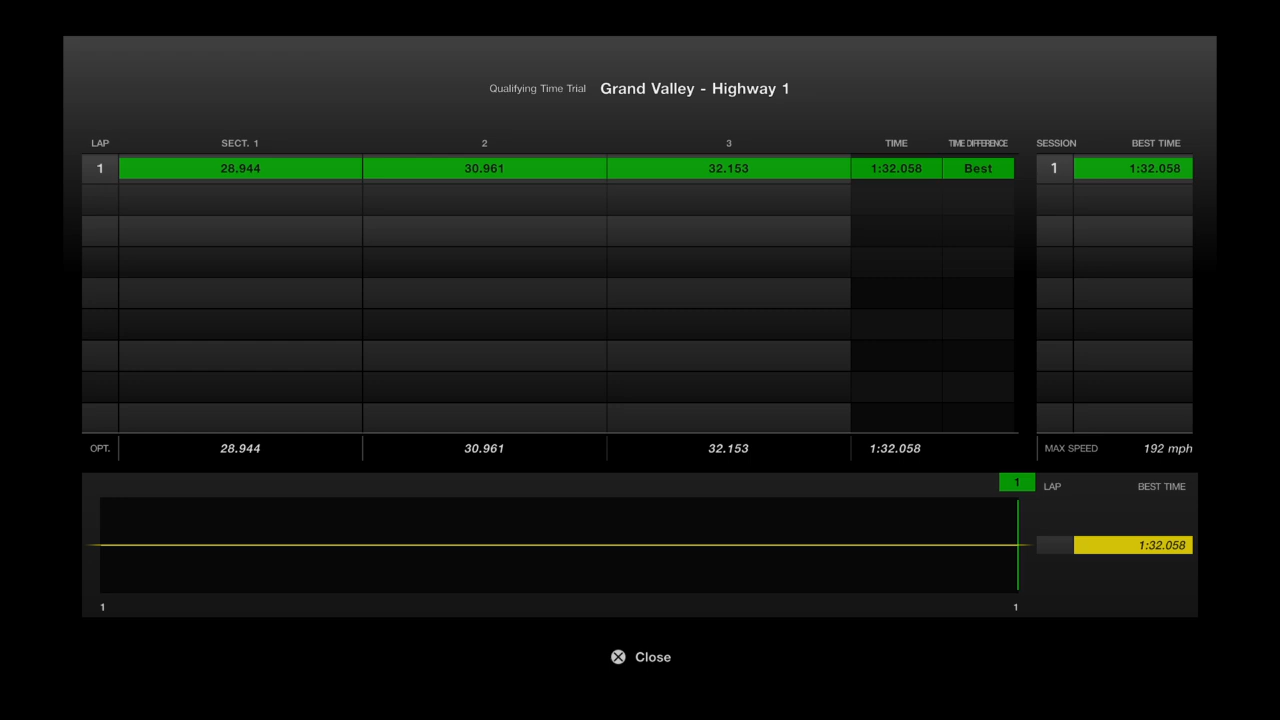 Qualifying Time Trial Grand Valley - Highway 1
LAP SECT. 1 2 3 TIME TIME DIFFERENCE SESSION BEST TIME
1 28.944 30.961 32.153 1:32.058 Best 1 1:32.058
OPT. 28.944 30.961 32.153 1:32.058 MAX SPEED 192 mph
1 LAP BEST TIME
1:32.058
1 1
Close